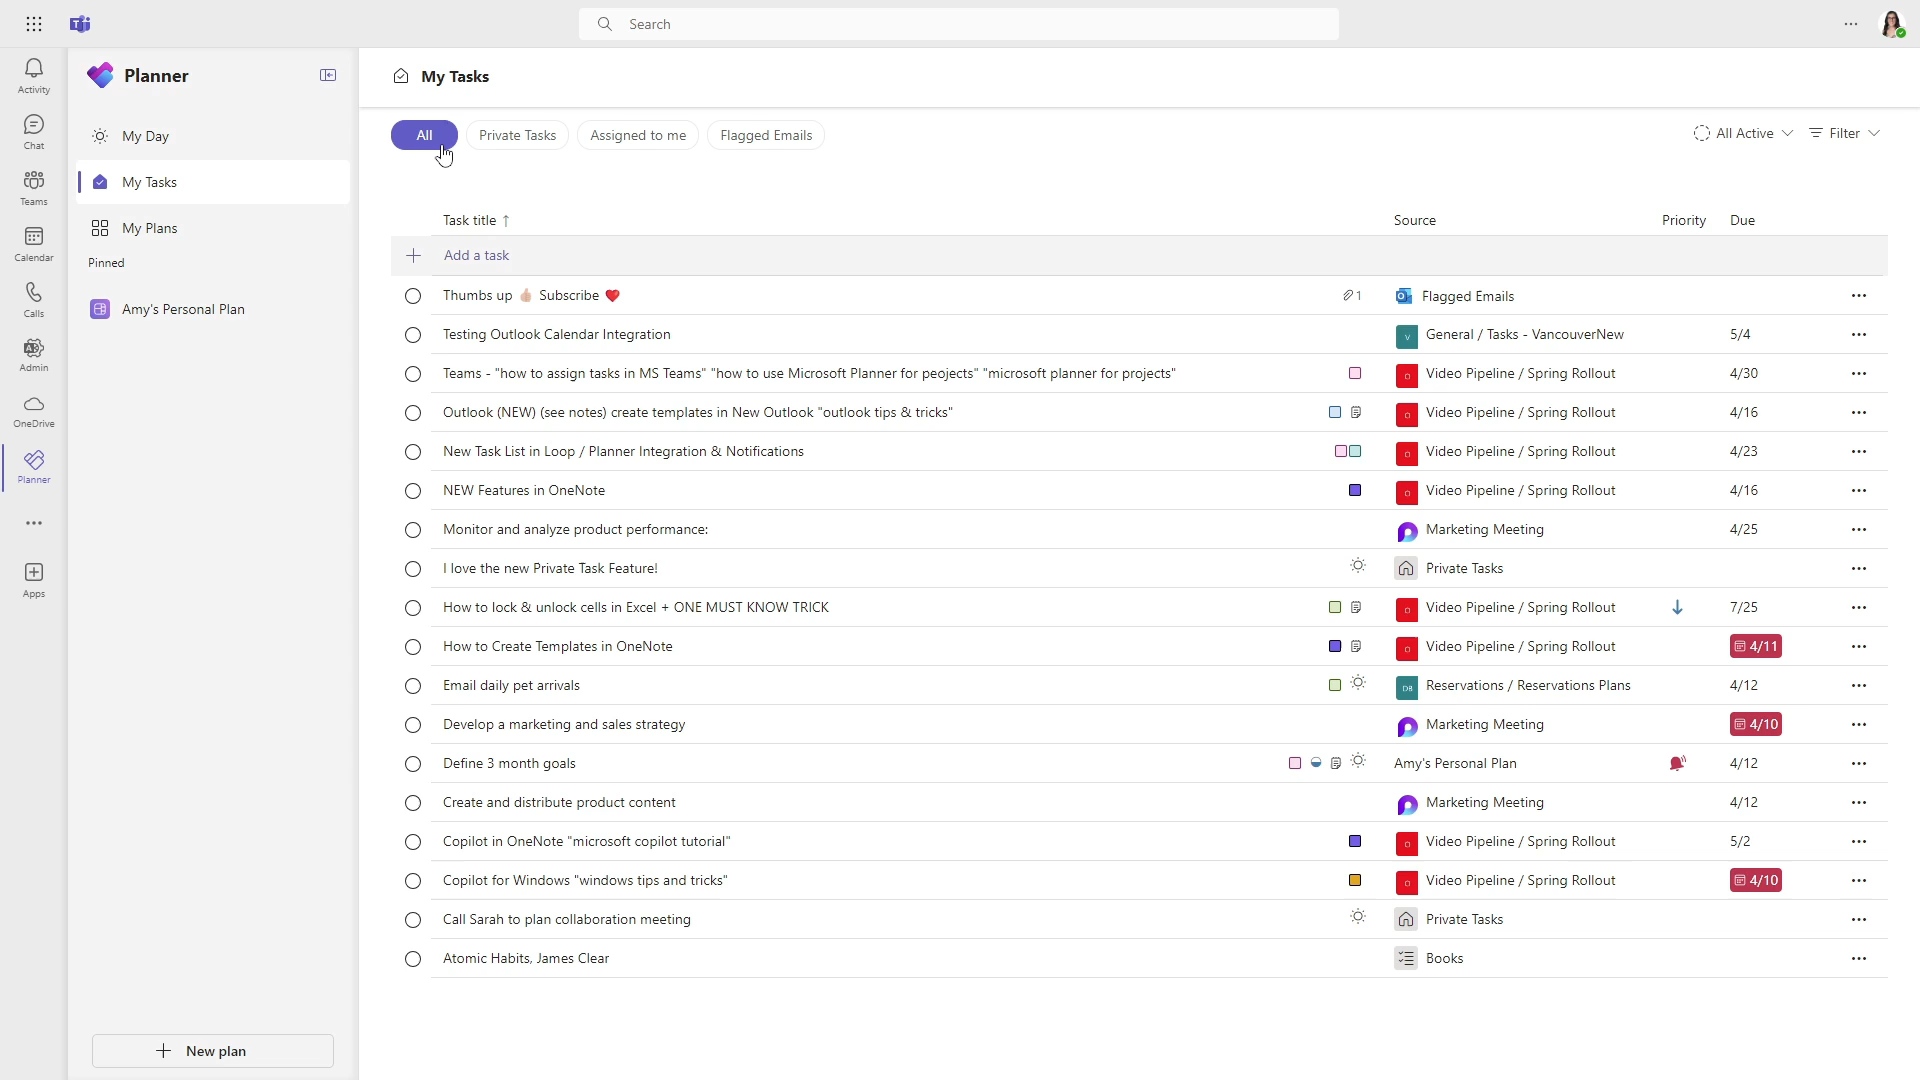 Search
Activity
Chat
Teams
Calendar
Calls
Admin
OneDrive
Planner
Apps
Planner
My Day
My Tasks
My Plans
Pinned
Amy's Personal Plan
New plan
My Tasks
All
Private Tasks
Assigned to me
Flagged Emails
All Active
Filter
Task title ↑ Source Priority Due
Add a task
Thumbs up 👍 Subscribe ❤️ 1 Flagged Emails
Testing Outlook Calendar Integration V General / Tasks - VancouverNew 5/4
Teams - "how to assign tasks in MS Teams" "how to use Microsoft Planner for peojects" "microsoft planner for projects" Video Pipeline / Spring Rollout 4/30
Outlook (NEW) (see notes) create templates in New Outlook "outlook tips & tricks" Video Pipeline / Spring Rollout 4/16
New Task List in Loop / Planner Integration & Notifications Video Pipeline / Spring Rollout 4/23
NEW Features in OneNote Video Pipeline / Spring Rollout 4/16
Monitor and analyze product performance: Marketing Meeting 4/25
I love the new Private Task Feature! Private Tasks
How to lock & unlock cells in Excel + ONE MUST KNOW TRICK Video Pipeline / Spring Rollout 7/25
How to Create Templates in OneNote Video Pipeline / Spring Rollout 4/11
Email daily pet arrivals DB Reservations / Reservations Plans 4/12
Develop a marketing and sales strategy Marketing Meeting 4/10
Define 3 month goals Amy's Personal Plan 4/12
Create and distribute product content Marketing Meeting 4/12
Copilot in OneNote "microsoft copilot tutorial" Video Pipeline / Spring Rollout 5/2
Copilot for Windows "windows tips and tricks" Video Pipeline / Spring Rollout 4/10
Call Sarah to plan collaboration meeting Private Tasks
Atomic Habits, James Clear Books